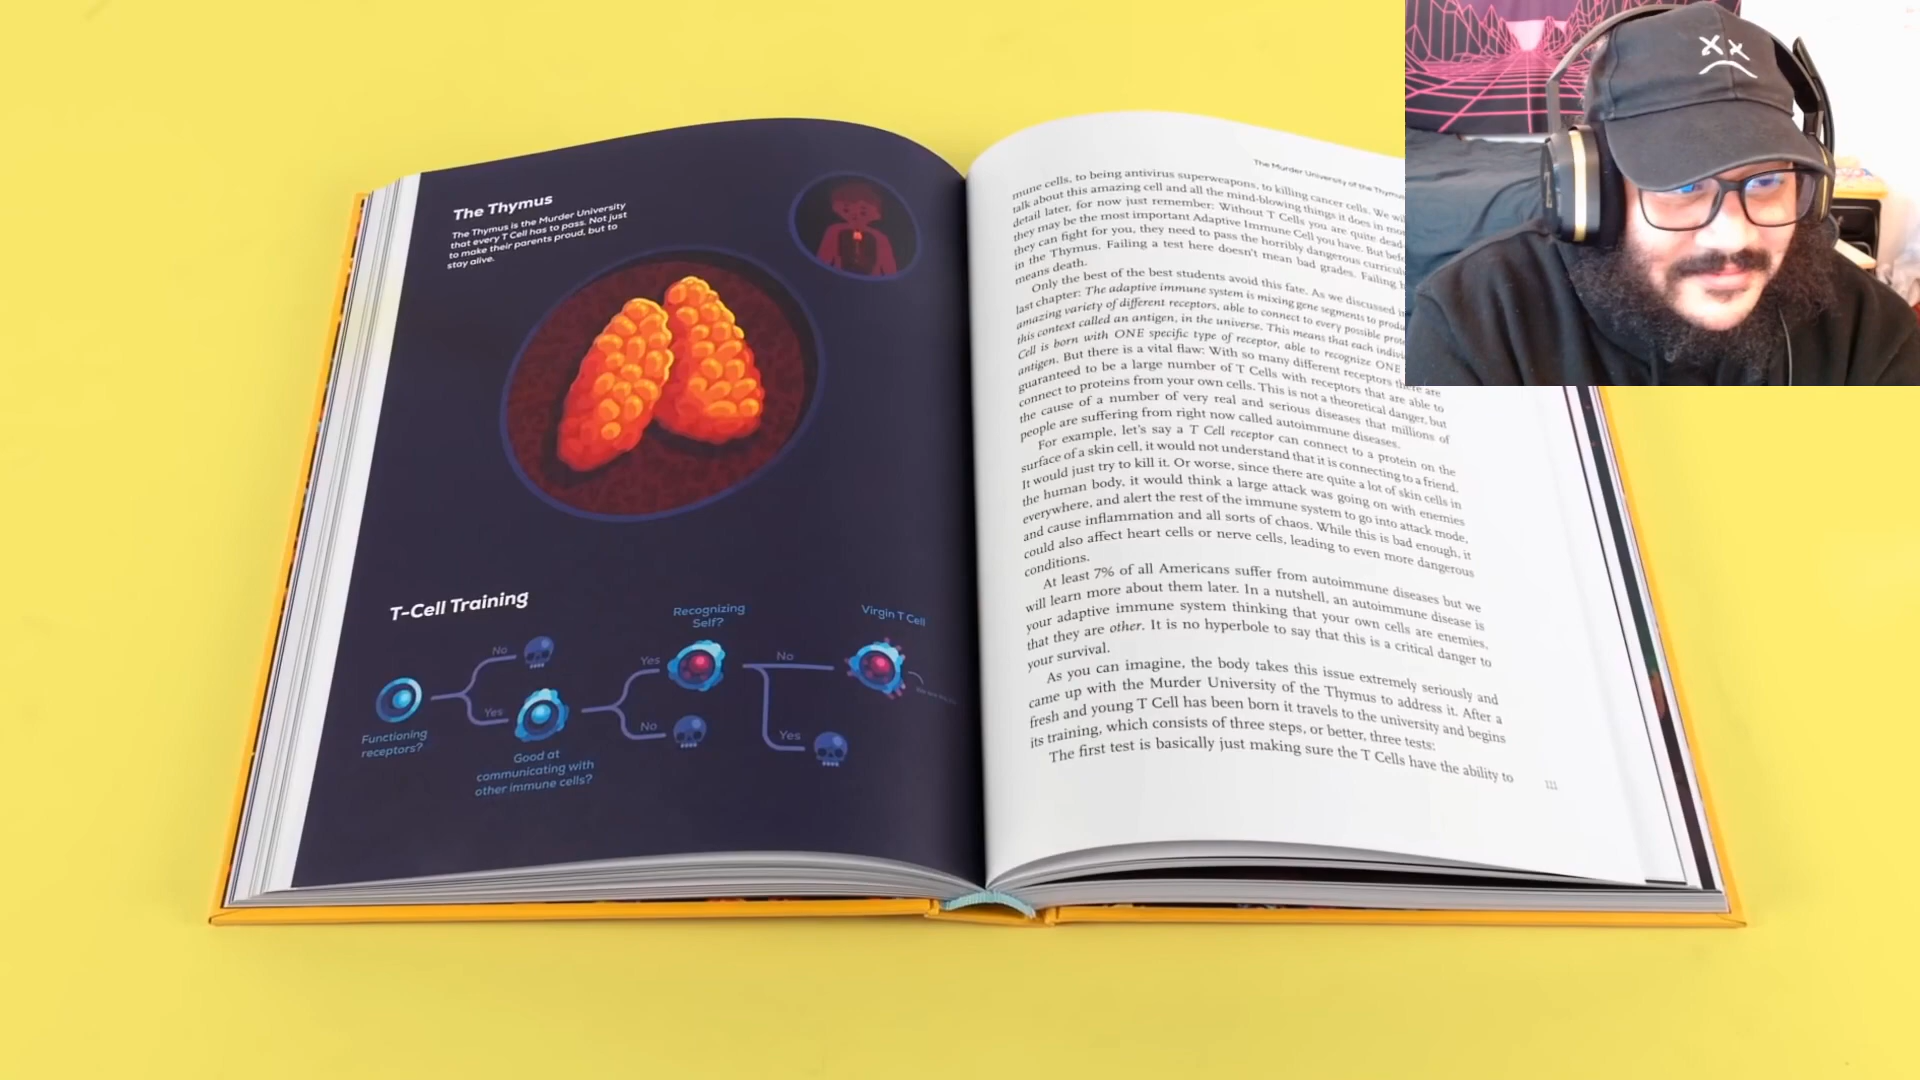 The Thymus
The Thymus is the Murder University
that every T Cell has to pass. Not just
to make their parents proud, but to
stay alive.
T-Cell Training
Functioning
receptors?
No
Yes
Good at
communicating with
other immune cells?
Yes
No
Recognizing
Self?
No
Yes
Virgin T Cell
The Murder University of the Thymus
mune cells, to being antivirus superweapons, to killing cancer cells. We
talk about this amazing cell and all the mind-blowing things it does in
detail later, for now just remember: Without T Cells you are quite dead
they may be the most important Adaptive Immune Cell you have. But
they can fight for you, they need to pass the horribly dangerous
in the Thymus. Failing a test here doesn't mean bad grades. Failing
means death.
Only the best of the best students avoid this fate. As we discussed
last chapter: The adaptive immune system is mixing gene segments to
amazing variety of different receptors, able to connect to every possible
this context called an antigen, in the universe. This means that each
Cell is born with ONE specific type of receptor, able to recognize ONE
antigen. But there is a vital flaw: With so many different receptors there are
guaranteed to be a large number of T Cells with receptors that are able to
connect to proteins from your own cells. This is not a theoretical danger, but
the cause of a number of very real and serious diseases that millions of
people are suffering from right now called autoimmune diseases.
For example, let's say a T Cell receptor can connect to a protein on the
surface of a skin cell, it would not understand that it is connecting to a friend.
It would just try to kill it. Or worse, since there are quite a lot of skin cells in
the human body, it would think a large attack was going on with enemies
everywhere, and alert the rest of the immune system to go into attack mode,
and cause inflammation and all sorts of chaos. While this is bad enough, it
could also affect heart cells or nerve cells, leading to even more dangerous
conditions.
At least 7% of all Americans suffer from autoimmune diseases but we
will learn more about them later. In a nutshell, an autoimmune disease is
your adaptive immune system thinking that your own cells are enemies,
that they are other. It is no hyperbole to say that this is a critical danger to
your survival.
As you can imagine, the body takes this issue extremely seriously and
came up with the Murder University of the Thymus to address it. After a
fresh and young T Cell has been born it travels to the university and begins
its training, which consists of three steps, or better, three tests:
The first test is basically just making sure the T Cells have the ability to
111